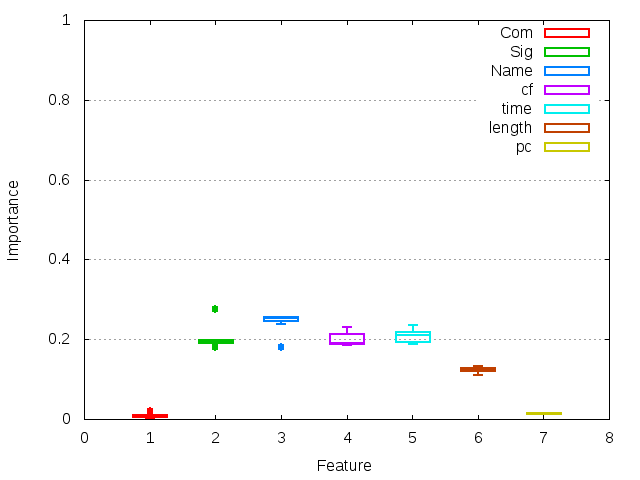 1
0.8
0.6
0.4
0.2
0
0 1 2 3 4 5 6 7 8
Importance
Feature
Com
Sig
Name
cf
time
length
pc